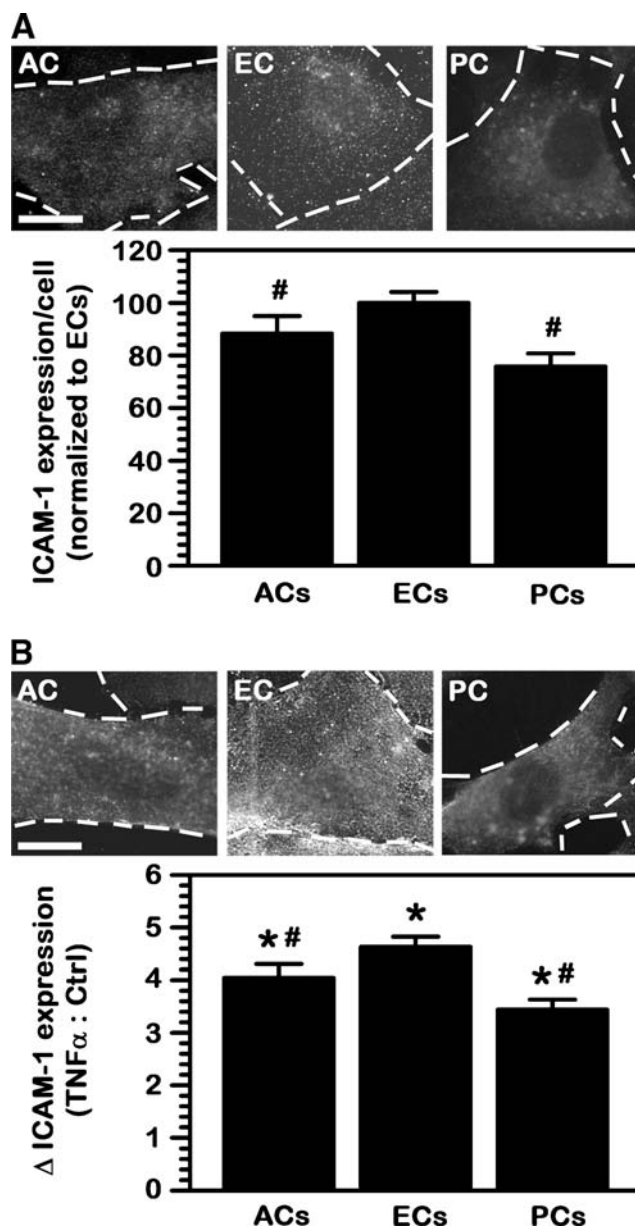 A
AC EC PC
ICAM-1 expression/cell
(normalized to ECs)
120
100
80
60
40
20
0
# #
ACs ECs PCs
B
AC EC PC
Δ ICAM-1 expression
(TNFα : Ctrl)
6
5
4
3
2
1
0
*# * *#
ACs ECs PCs